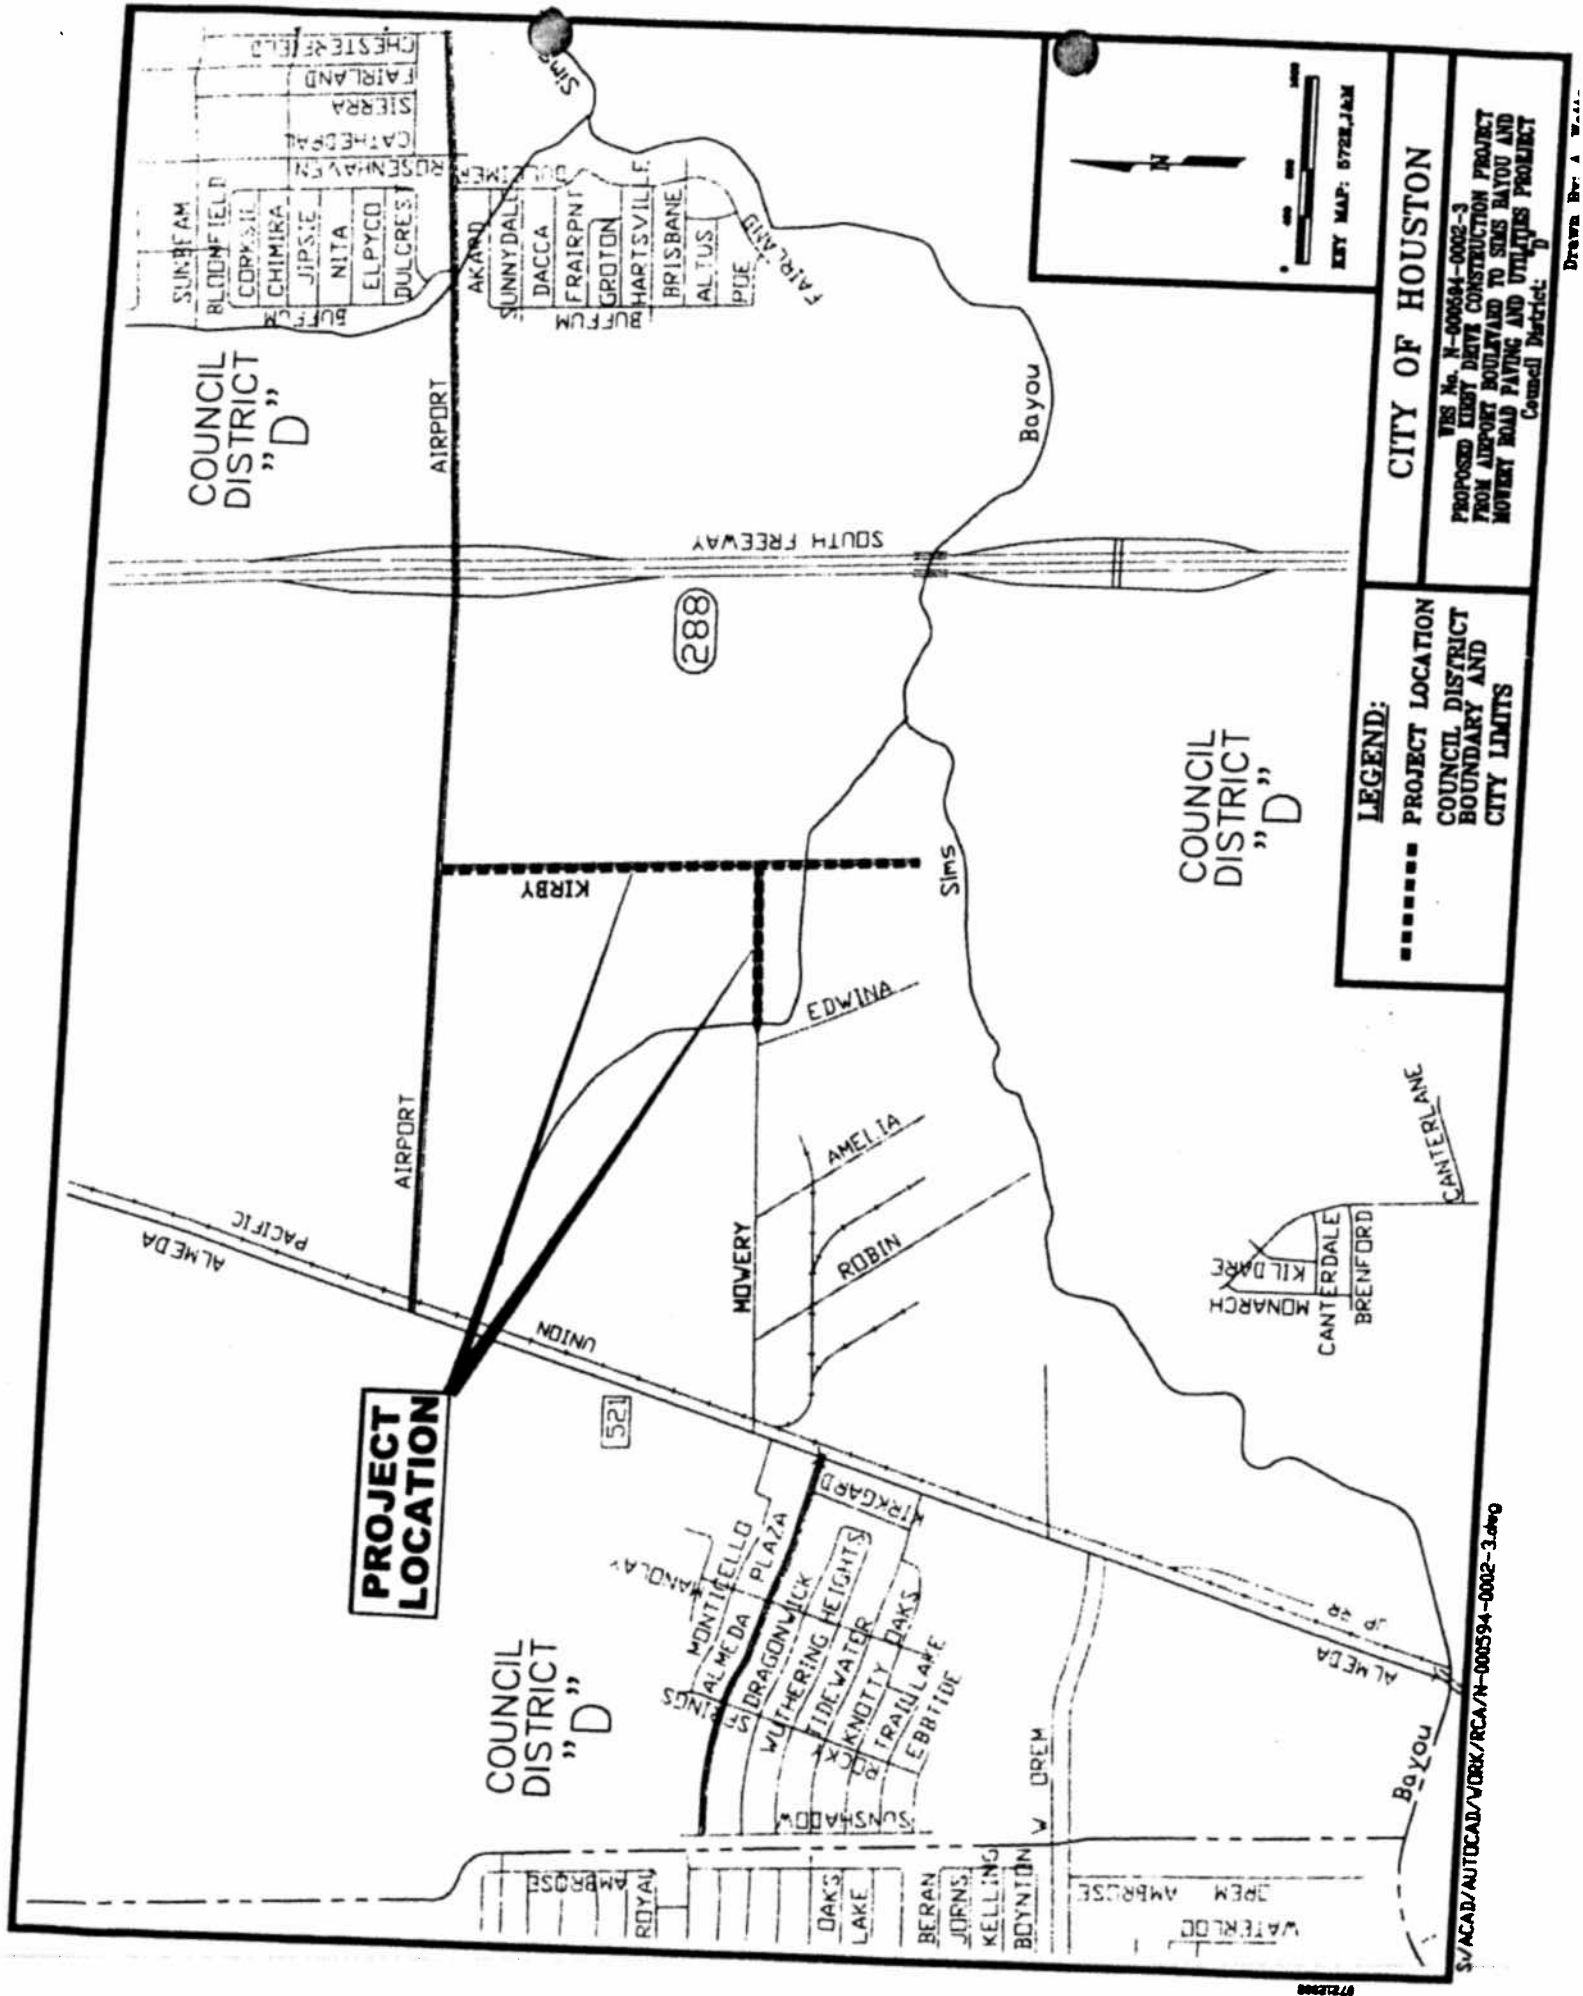 CHESTERFIELD
FAIRLAND
SIERRA
CATHEDRAL
ROSENHAVEN
SUNBEAM
BLOOMFIELD
CHIMIRA
JIPSIE
NITA
ELPYCO
DULCREST
BUFFUM
Sims
DULCIMER
AKARD
SUNNYDALE
DACCA
FRAIRPNT
GROTON
HARTSVILLE
BRISBANE
ALTUS
POE
BUFFUM
FAIRLAND
COUNCIL
DISTRICT
"D"
AIRPORT
SOUTH FREEWAY
288
Bayou
N
KEY MAP: 572E,J&M
CITY OF HOUSTON
WBS No. N-000594-0002-3
PROPOSED KIRBY DRIVE CONSTRUCTION PROJECT
FROM AIRPORT BOULEVARD TO SIMS BAYOU AND
MOWERY ROAD PAVING AND UTILITIES PROJECT
Council District: "D"
LEGEND:
PROJECT LOCATION
COUNCIL DISTRICT
BOUNDARY AND
CITY LIMITS
COUNCIL
DISTRICT
"D"
KIRBY
Sims
EDWINA
AMELIA
ROBIN
MOWERY
AIRPORT
ALMEDA
UNION
PACIFIC
521
PROJECT
LOCATION
COUNCIL
DISTRICT
"D"
MONARCH
KILDARE
CANTERDALE
BRENFORD
CANTERLANE
MONTICELLO
ALMEDA PLAZA
KIRKGARD
DRAGONWICK
WUTHERING HEIGHTS
TIDEWATER
KNOTTY OAKS
TRAIL LAKE
EBBTIDE
SUNSHADOW
W OREM
ALMEDA
UP RR
Bayou
AMBROSE
ROYAL
OAKS
LAKE
BERAN
JORNS
KELLING
BOYNTON
AMBROSE
OREM
WATERLOO
S:/ACAD/AUTOCAD/WORK/RCA/N-000594-0002-3.dwg